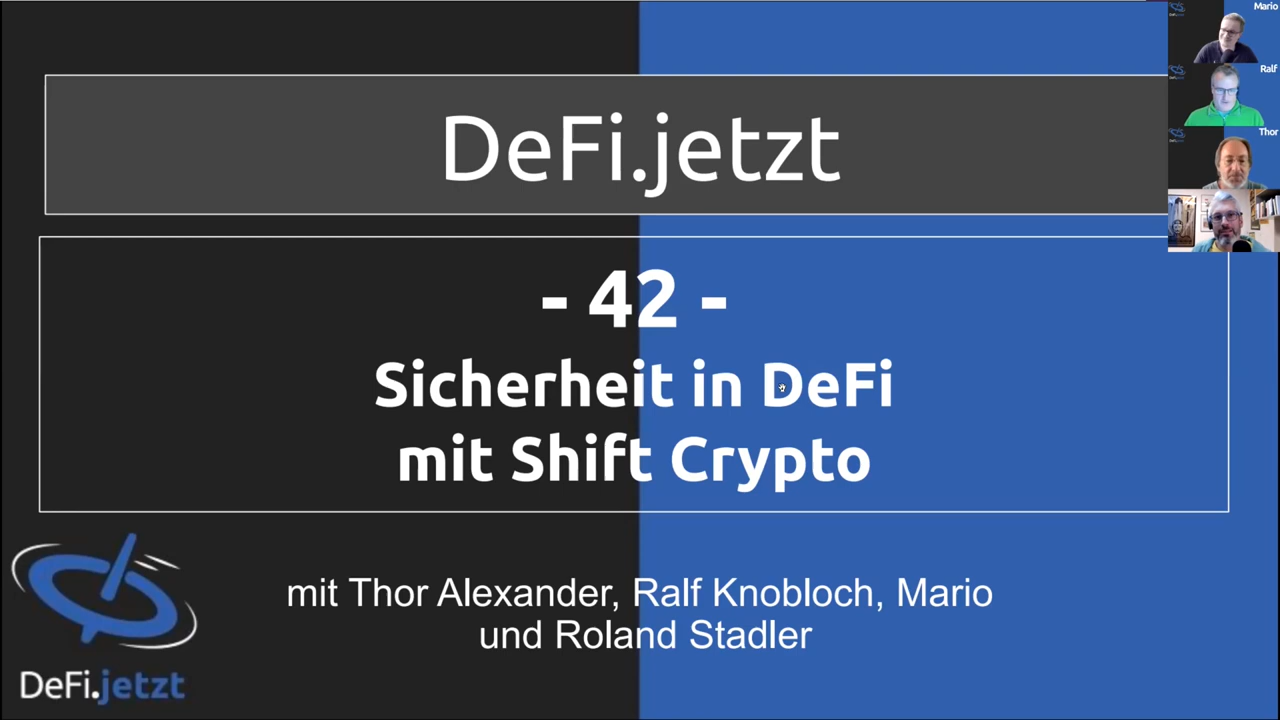 DeFi.jetzt
- 42 -
Sicherheit in DeFi
mit Shift Crypto
mit Thor Alexander, Ralf Knobloch, Mario
und Roland Stadler
DeFi.jetzt
Mario
Ralf
Thor